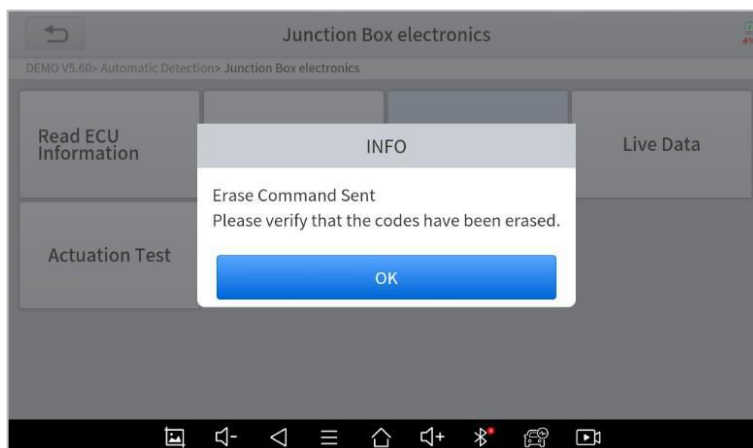 Junction Box electronics
4%
DEMO V5.60> Automatic Detection> Junction Box electronics
Read ECU
Information
Live Data
INFO
Erase Command Sent
Please verify that the codes have been erased.
OK
Actuation Test